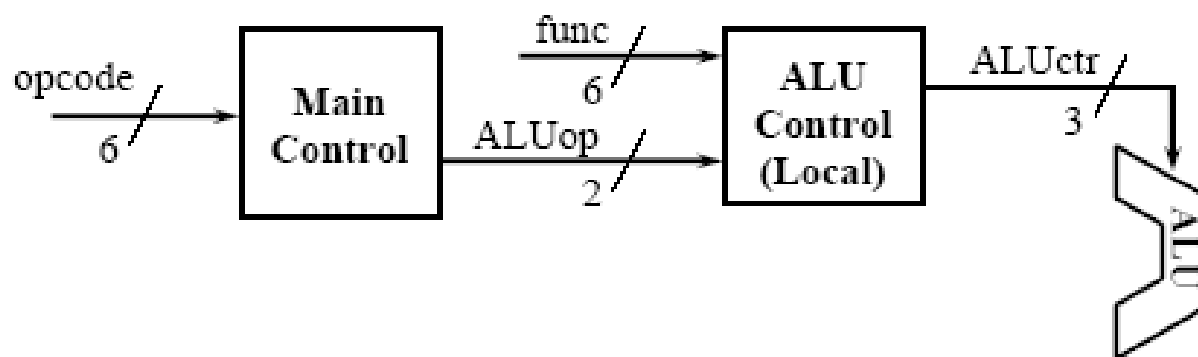 opcode
6
Main
Control
func
6
ALUop
2
ALU
Control
(Local)
ALUctr
3
ALU